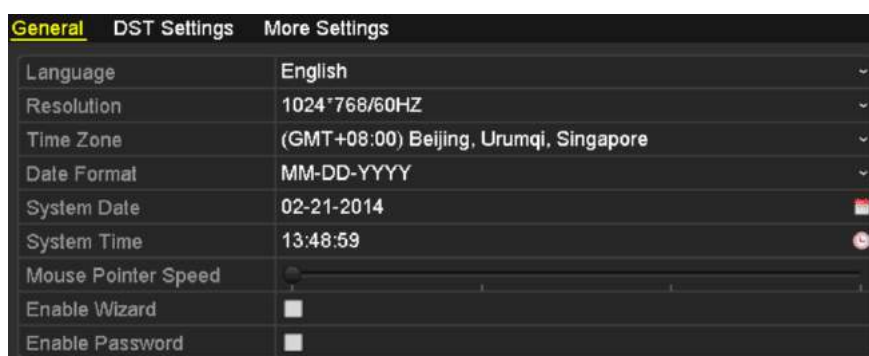 General DST Settings More Settings
Language English
Resolution 1024*768/60HZ
Time Zone (GMT+08:00) Beijing, Urumqi, Singapore
Date Format MM-DD-YYYY
System Date 02-21-2014
System Time 13:48:59
Mouse Pointer Speed
Enable Wizard
Enable Password